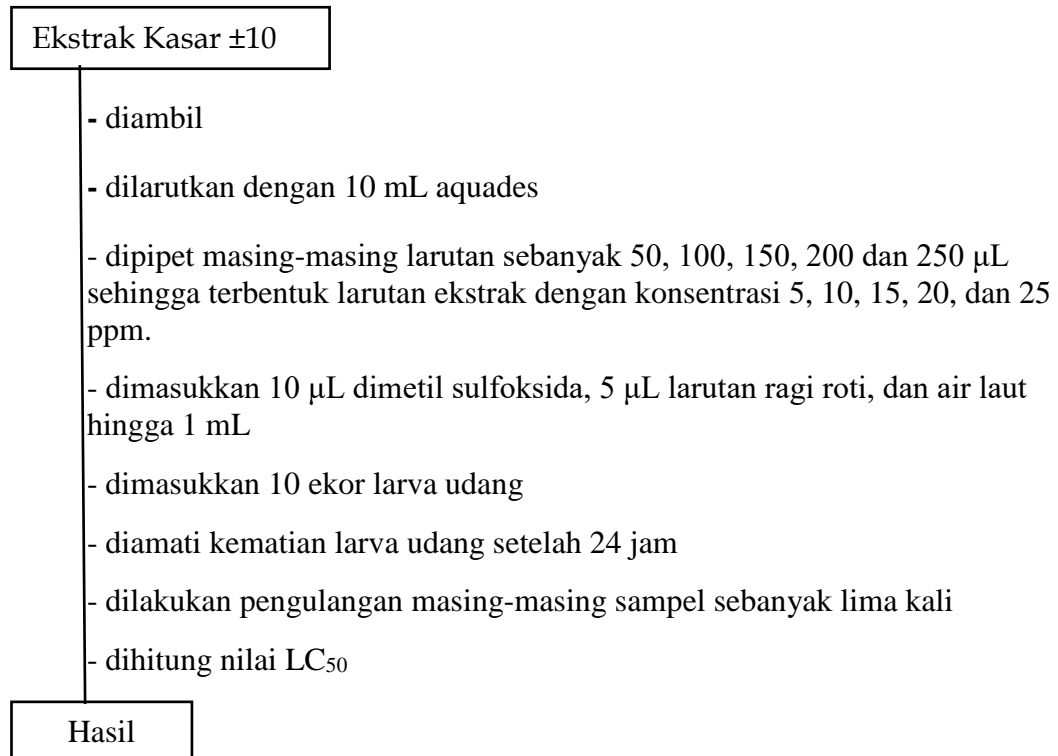 Ekstrak Kasar ±10
- diambil
- dilarutkan dengan 10 mL aquades
- dipipet masing-masing larutan sebanyak 50, 100, 150, 200 dan 250 μL
sehingga terbentuk larutan ekstrak dengan konsentrasi 5, 10, 15, 20, dan 25
ppm.
- dimasukkan 10 μL dimetil sulfoksida, 5 μL larutan ragi roti, dan air laut
hingga 1 mL
- dimasukkan 10 ekor larva udang
- diamati kematian larva udang setelah 24 jam
- dilakukan pengulangan masing-masing sampel sebanyak lima kali
- dihitung nilai LC₅₀
Hasil